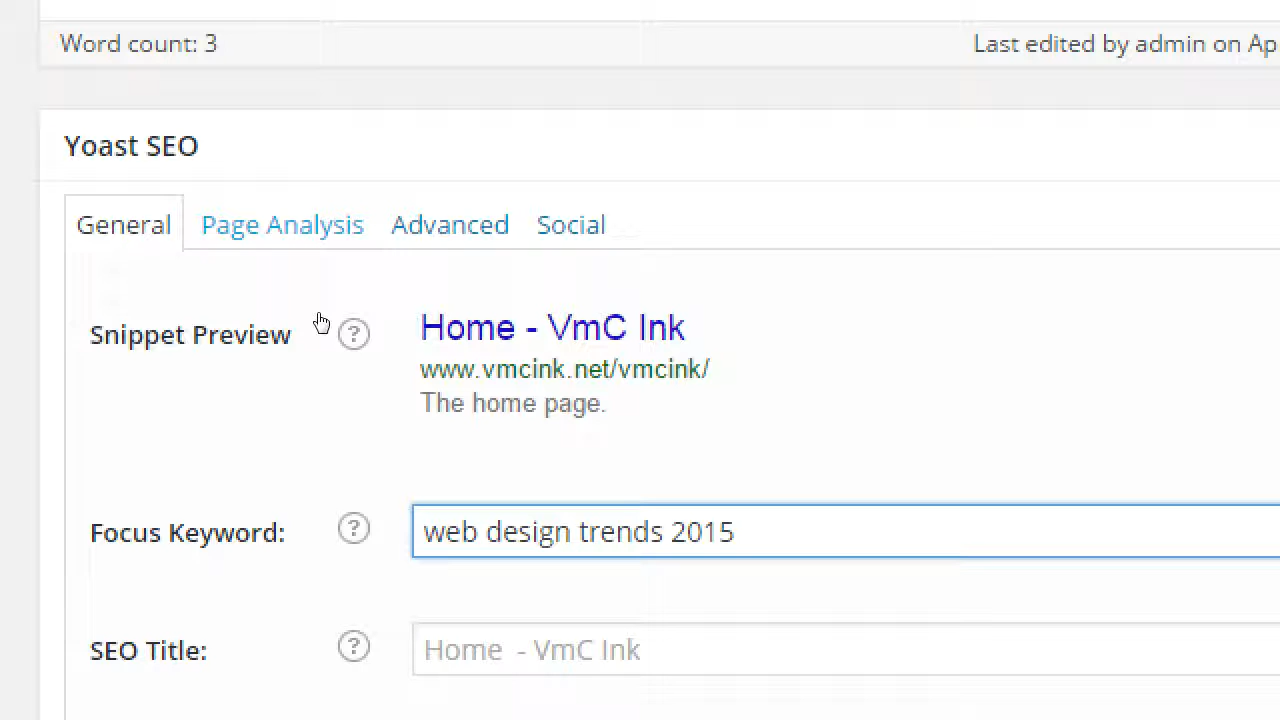 Word count: 3
Last edited by admin on Ap
Yoast SEO
General Page Analysis Advanced Social
Snippet Preview ? Home - VmC Ink
www.vmcink.net/vmcink/
The home page.
Focus Keyword: ? web design trends 2015
SEO Title: ? Home - VmC Ink